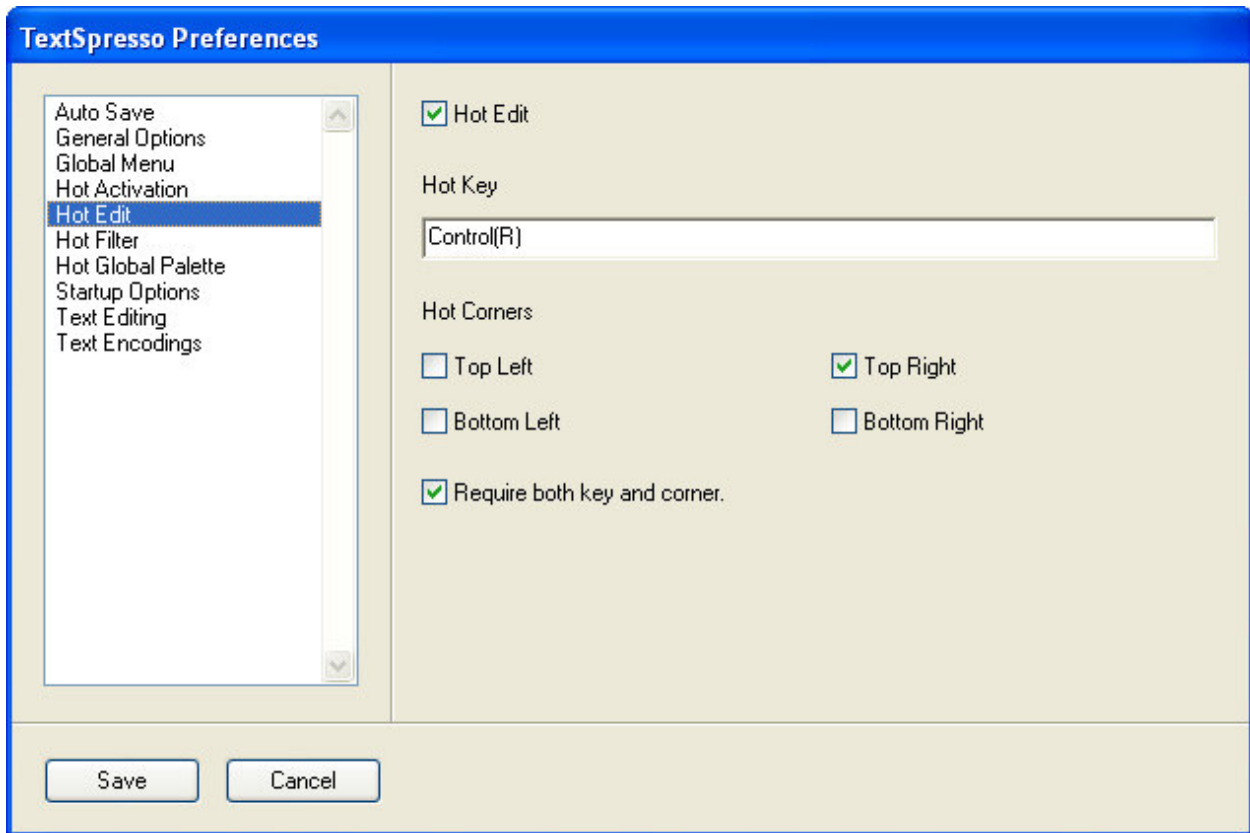 TextSpresso Preferences
Auto Save
General Options
Global Menu
Hot Activation
Hot Edit
Hot Filter
Hot Global Palette
Startup Options
Text Editing
Text Encodings
Hot Edit
Hot Key
Control(R)
Hot Corners
Top Left
Top Right
Bottom Left
Bottom Right
Require both key and corner.
Save
Cancel